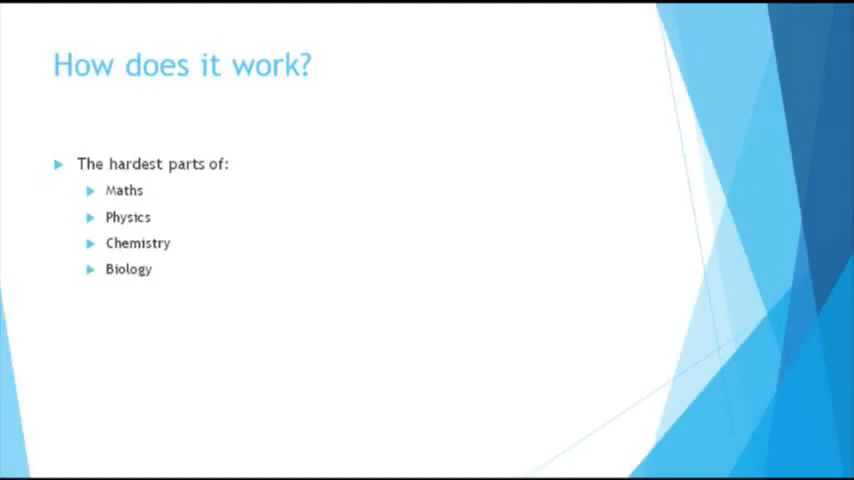 How does it work?
The hardest parts of:
Maths
Physics
Chemistry
Biology